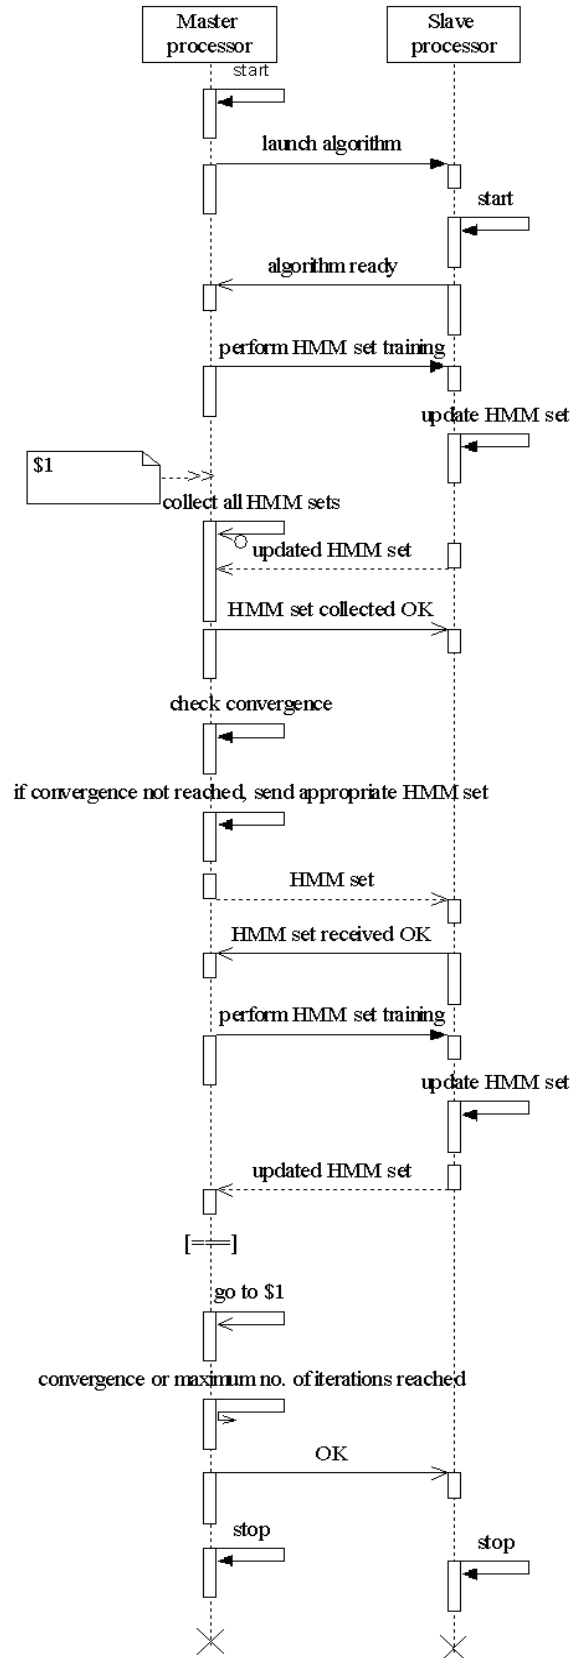 Master
processor
Slave
processor
start
launch algorithm
start
algorithm ready
perform HMM set training
update HMM set
$1
collect all HMM sets
updated HMM set
HMM set collected OK
check convergence
if convergence not reached, send appropriate HMM set
HMM set
HMM set received OK
perform HMM set training
update HMM set
updated HMM set
[===]
go to $1
convergence or maximum no. of iterations reached
OK
stop
stop